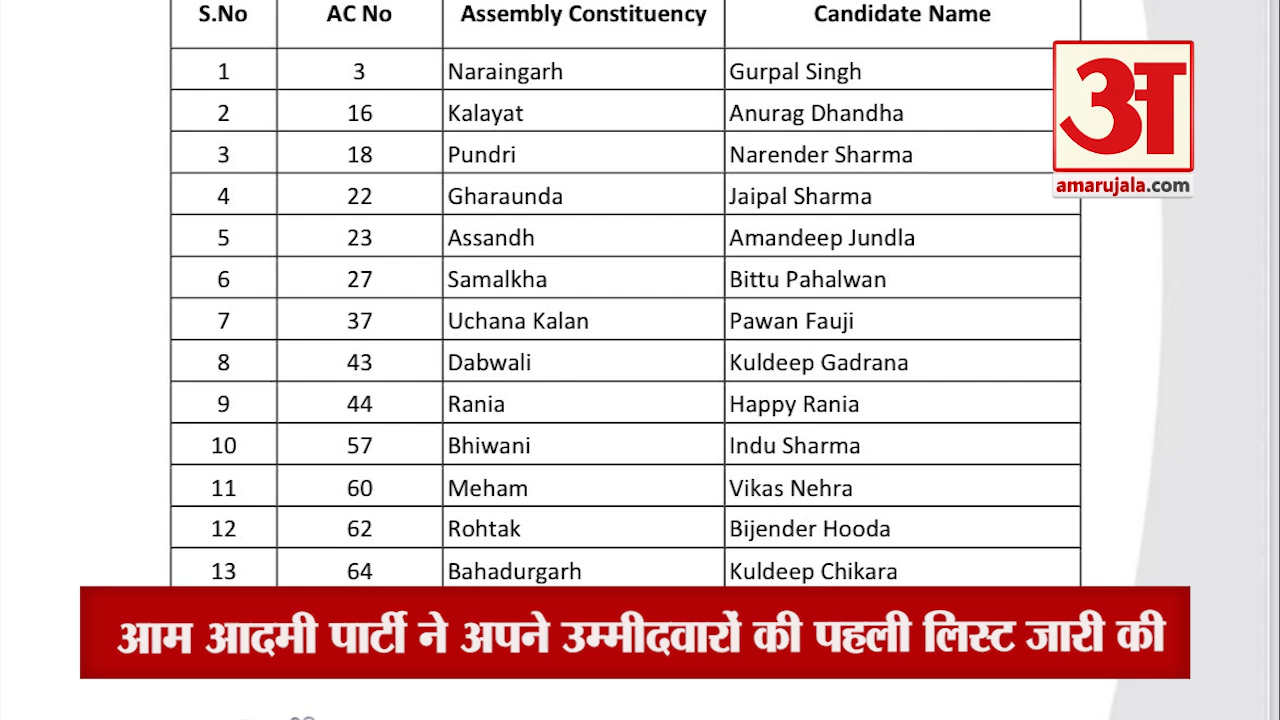 S.No AC No Assembly Constituency Candidate Name
1 3 Naraingarh Gurpal Singh
2 16 Kalayat Anurag Dhandha
3 18 Pundri Narender Sharma
4 22 Gharaunda Jaipal Sharma
5 23 Assandh Amandeep Jundla
6 27 Samalkha Bittu Pahalwan
7 37 Uchana Kalan Pawan Fauji
8 43 Dabwali Kuldeep Gadrana
9 44 Rania Happy Rania
10 57 Bhiwani Indu Sharma
11 60 Meham Vikas Nehra
12 62 Rohtak Bijender Hooda
13 64 Bahadurgarh Kuldeep Chikara
अ
amarujala.com
आम आदमी पार्टी ने अपने उम्मीदवारों की पहली लिस्ट जारी की